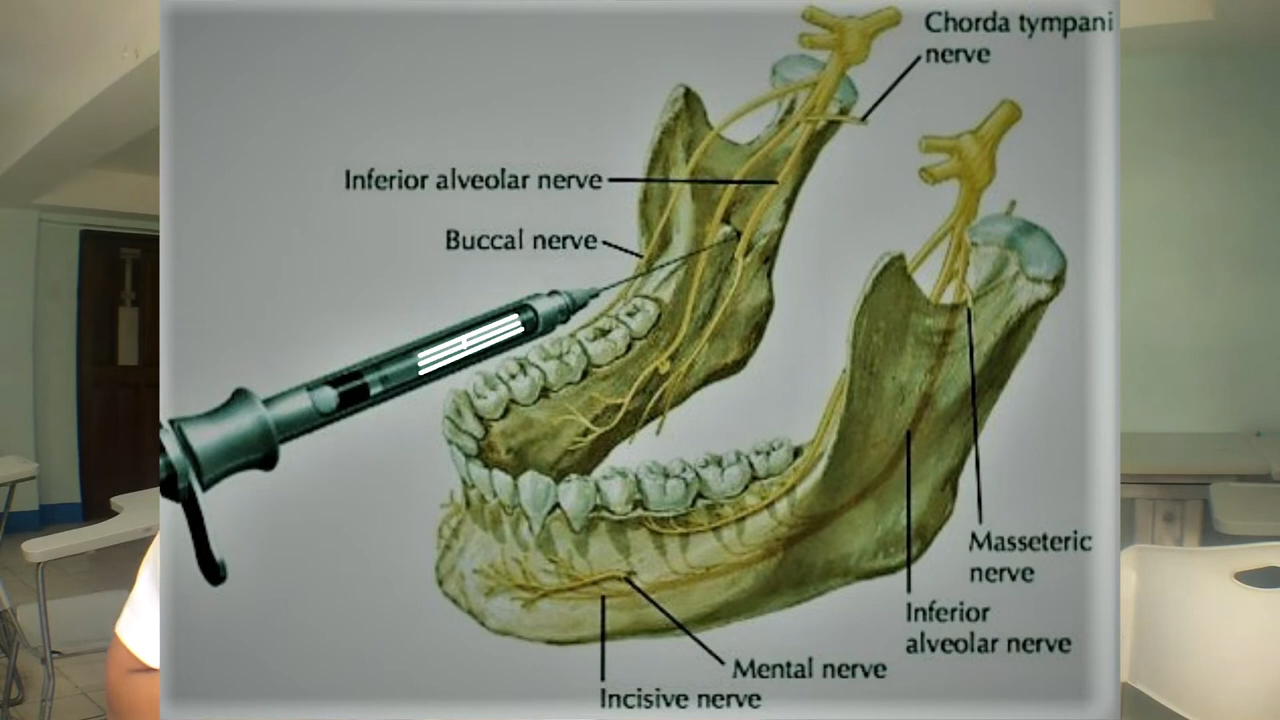 Chorda tympani
nerve
Inferior alveolar nerve
Buccal nerve
Masseteric
nerve
Inferior
alveolar nerve
Mental nerve
Incisive nerve